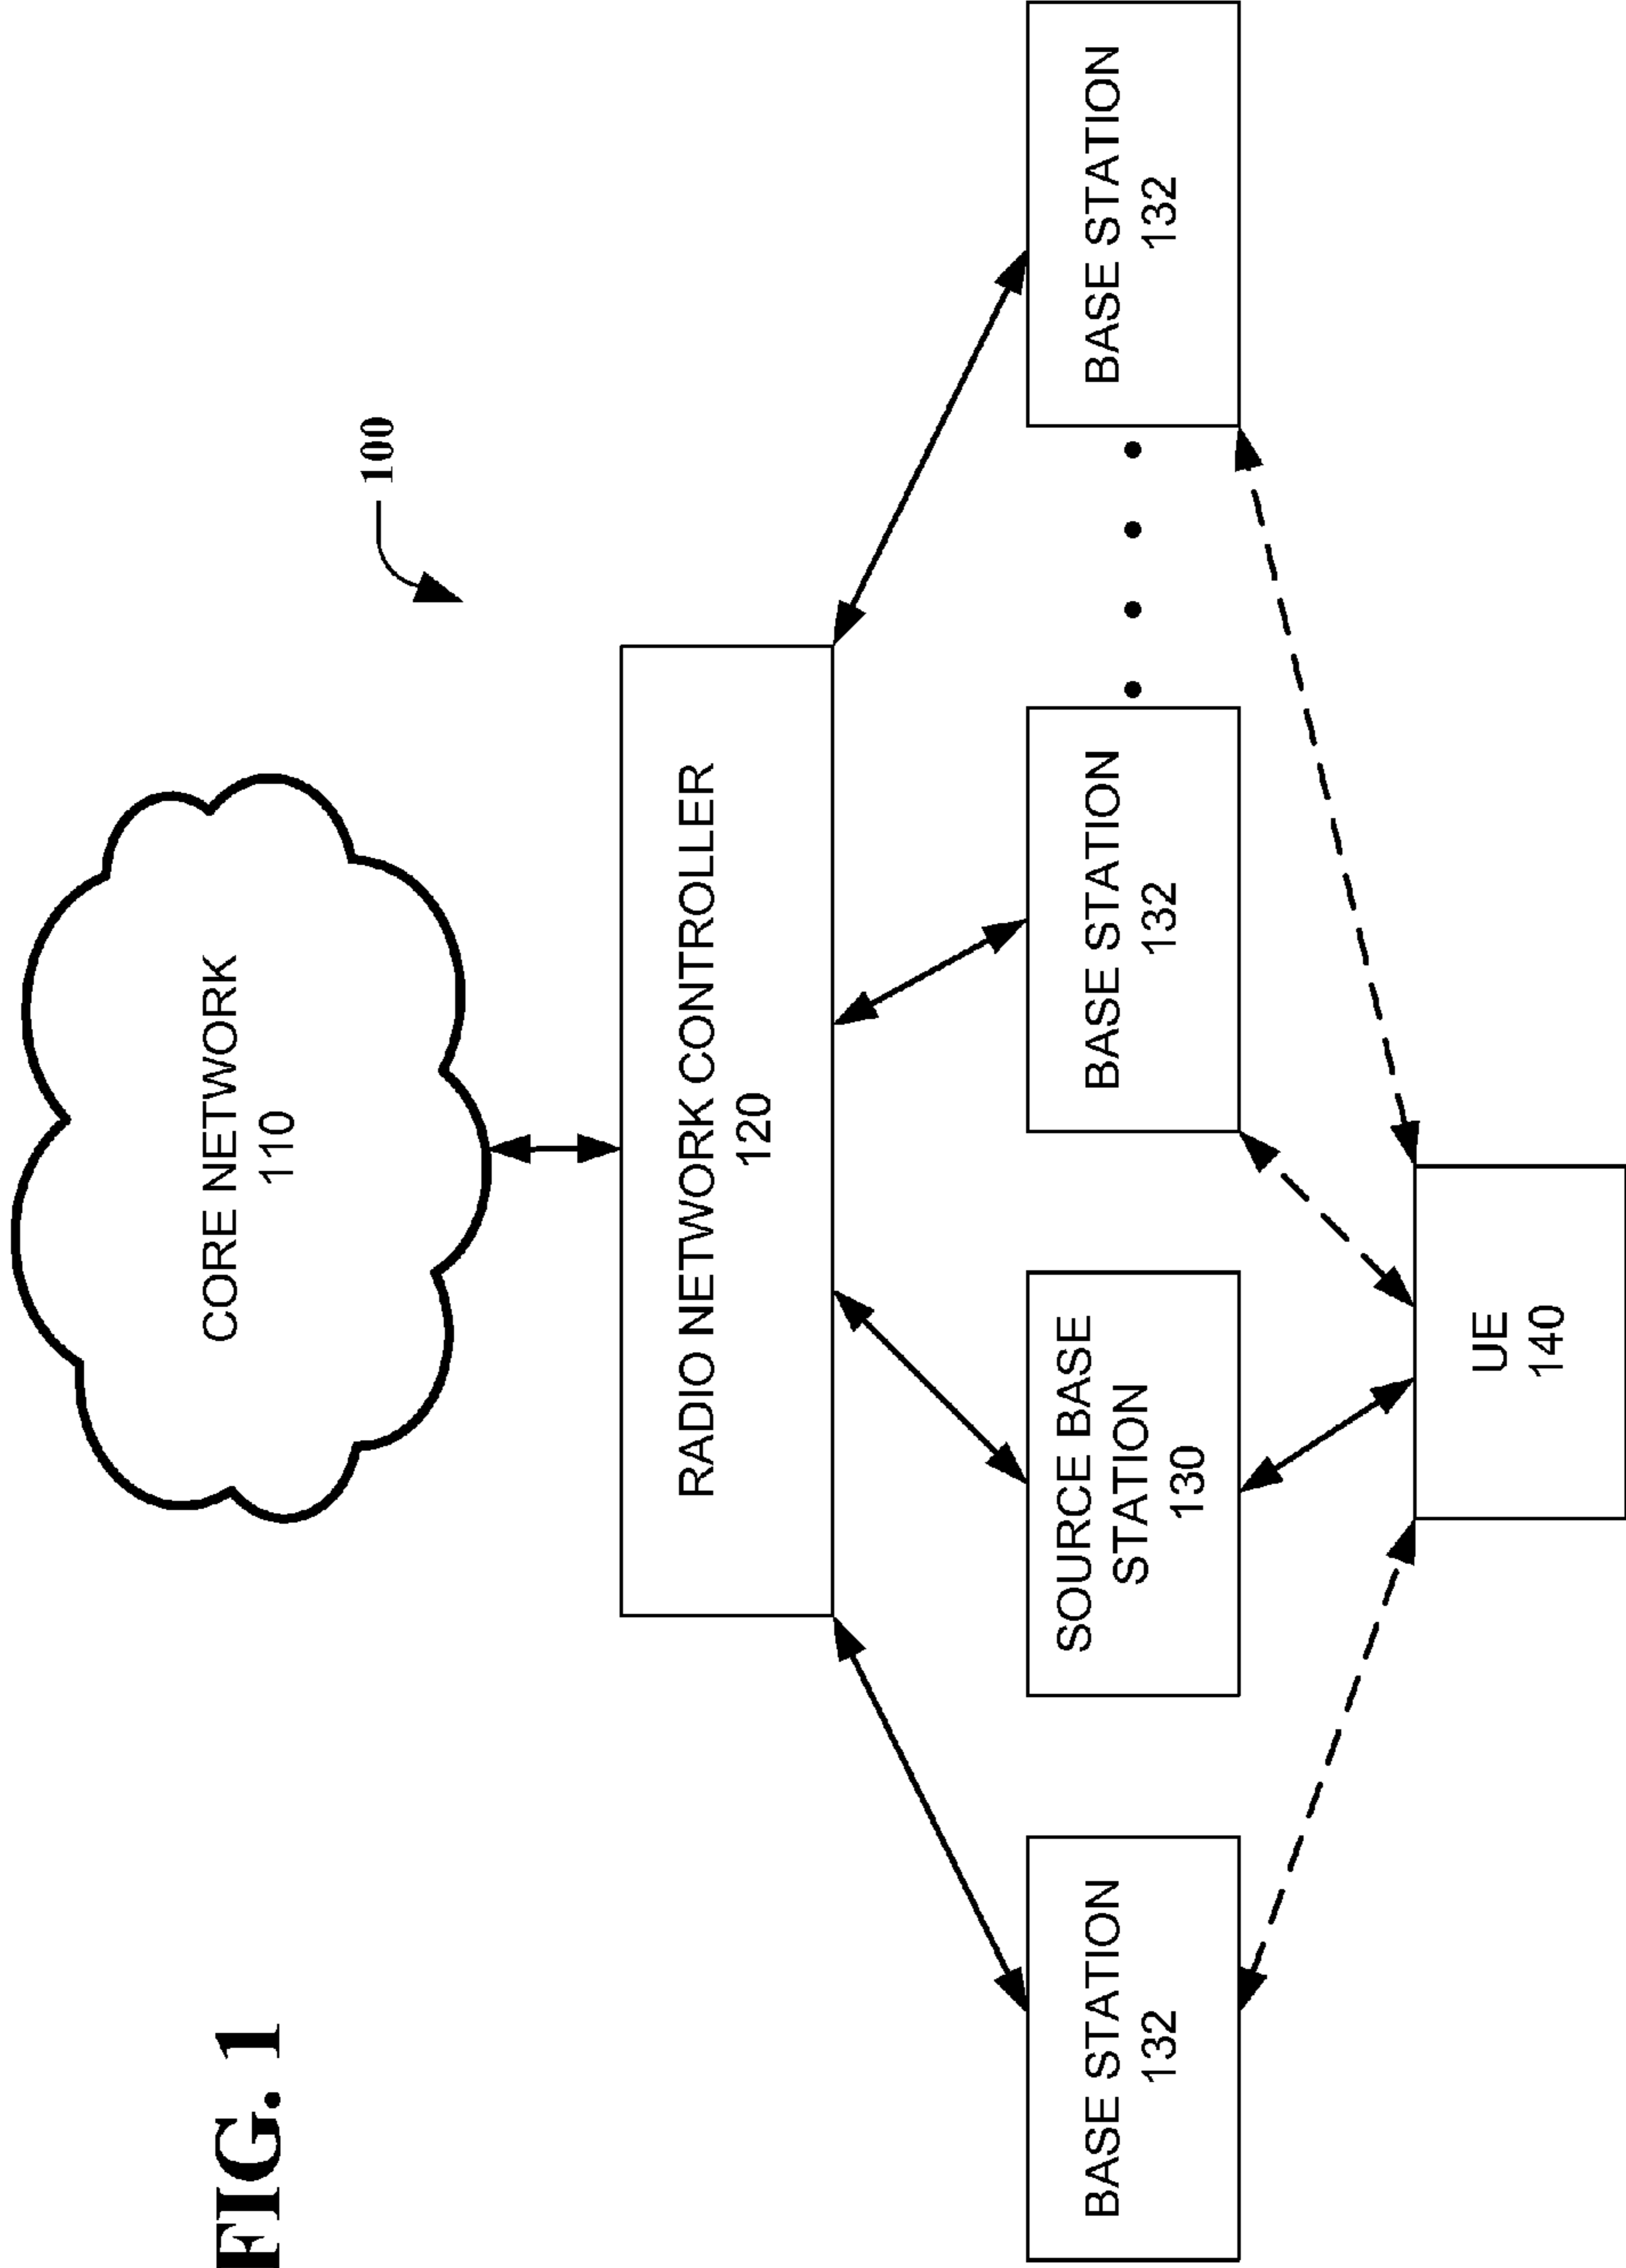 FIG. 1
CORE NETWORK
110
100
RADIO NETWORK CONTROLLER
120
BASE STATION
132
SOURCE BASE
STATION
130
BASE STATION
132
BASE STATION
132
UE
140